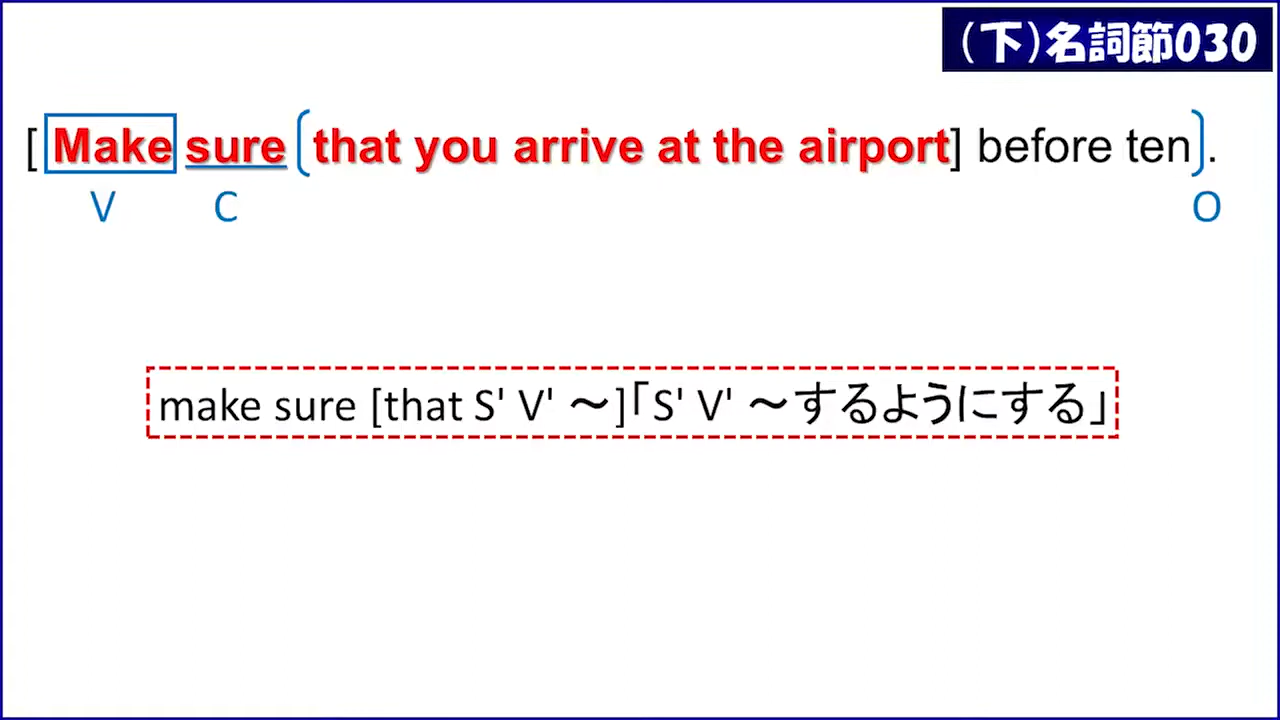 (下)名詞節030
[ Make sure (that you arrive at the airport] before ten).
V C O
make sure [that S' V' ～]「S' V' ～するようにする」